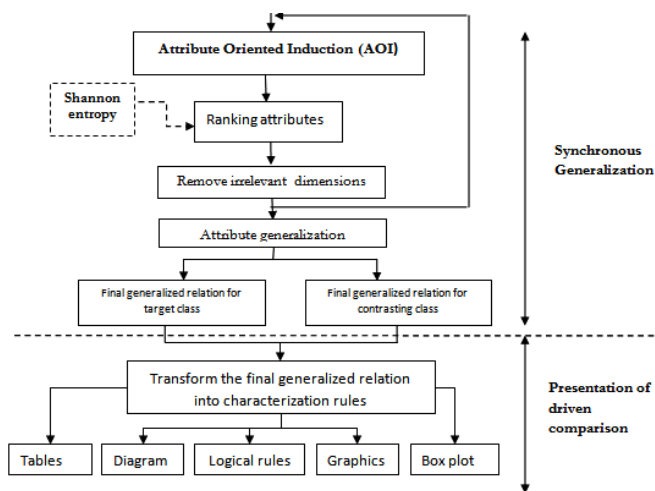 Attribute Oriented Induction (AOI)
Shannon
entropy
Ranking attributes
Synchronous
Generalization
Remove irrelevant dimensions
Attribute generalization
Final generalized relation for
target class
Final generalized relation for
contrasting class
Transform the final generalized relation
into characterization rules
Presentation of
driven
comparison
Tables
Diagram
Logical rules
Graphics
Box plot